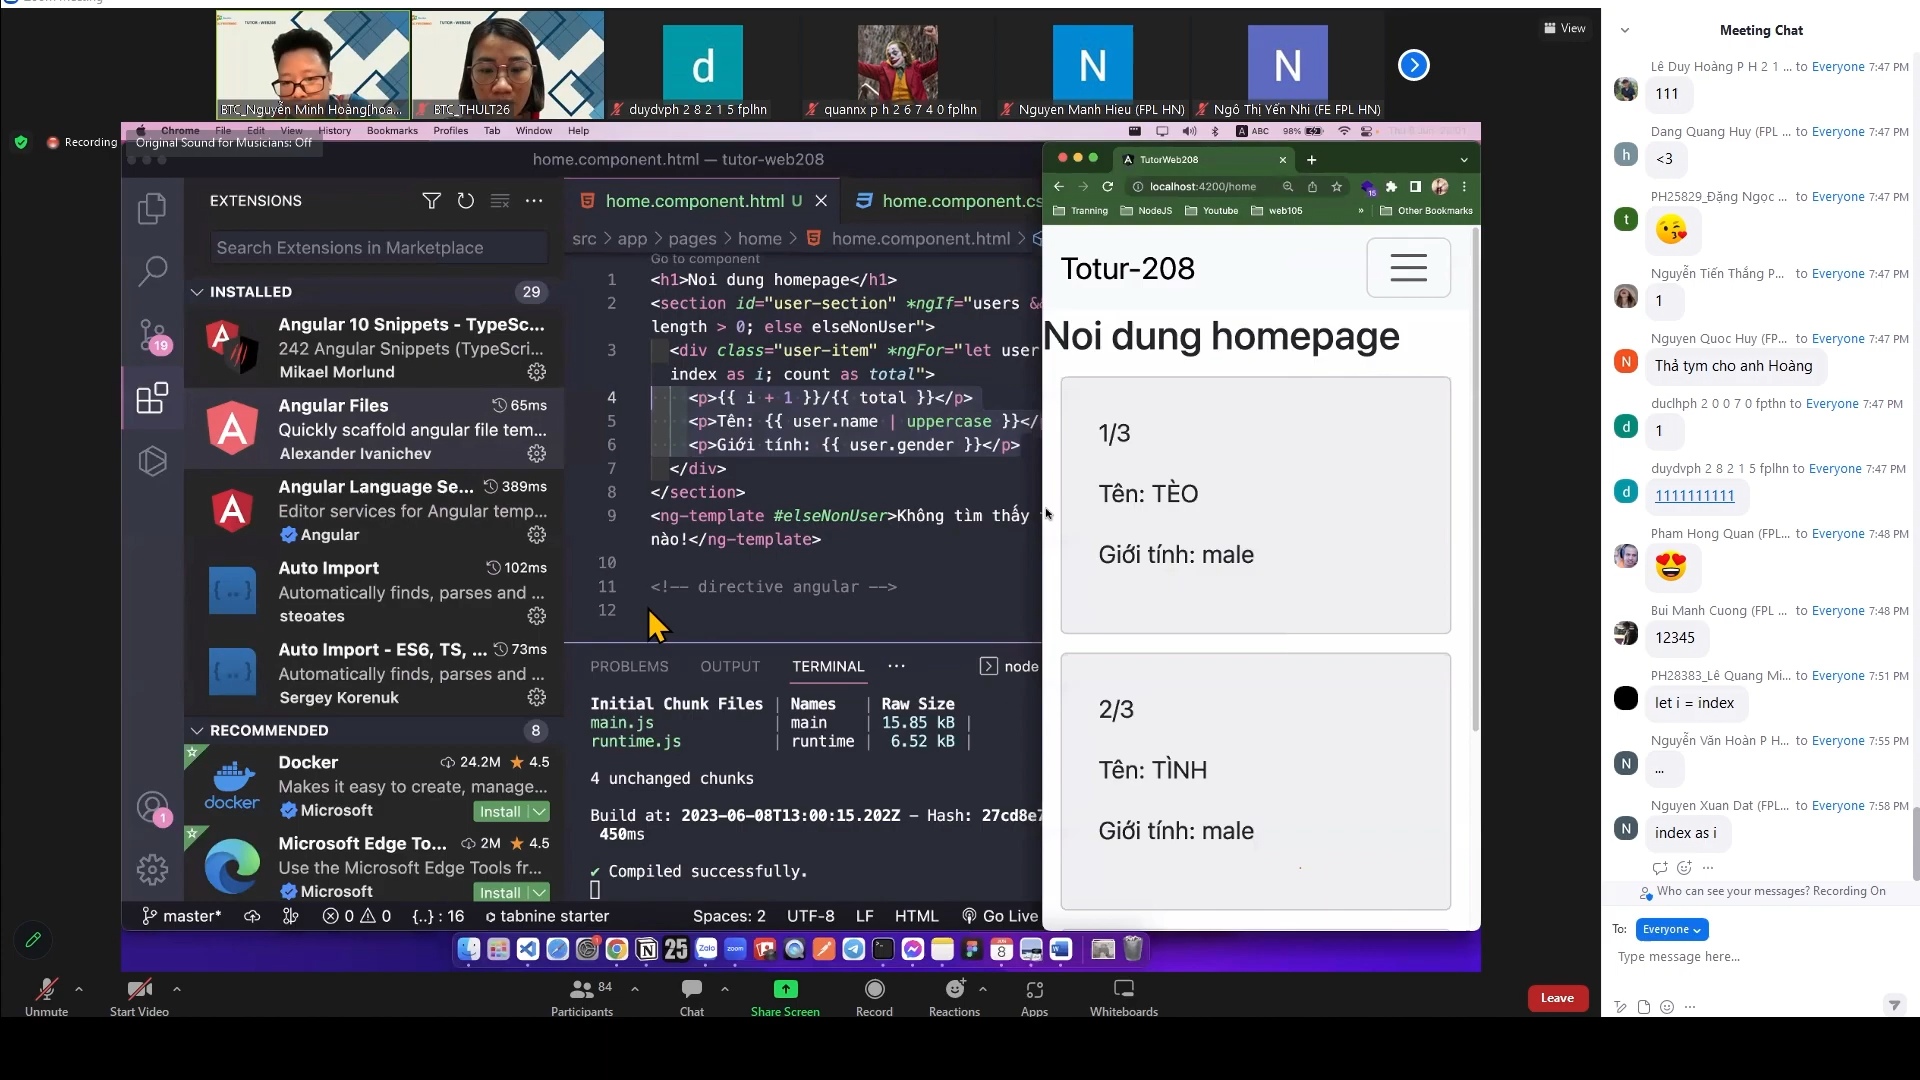 Zoom Meeting
View
BTC_Nguyễn Minh Hoàng[hoa...
BTC_THULT26
d
duydvph 2 8 2 1 5 fplhn
quannx p h 2 6 7 4 0 fplhn
N
Nguyen Manh Hieu (FPL HN)
N
Ngô Thị Yến Nhi (FE FPL HN)
Recording
Original Sound for Musicians: Off
Chrome File Edit View History Bookmarks Profiles Tab Window Help
ABC 98%
home.component.html — tutor-web208
EXTENSIONS
Search Extensions in Marketplace
INSTALLED 29
Angular 10 Snippets - TypeSc...
242 Angular Snippets (TypeScri...
Mikael Morlund
Angular Files 65ms
Quickly scaffold angular file tem...
Alexander Ivanichev
Angular Language Se... 389ms
Editor services for Angular temp...
Angular
Auto Import 102ms
Automatically finds, parses and ...
steoates
Auto Import - ES6, TS, ... 73ms
Automatically finds, parses and ...
Sergey Korenuk
RECOMMENDED 8
Docker 24.2M 4.5
Makes it easy to create, manage...
Microsoft Install
Microsoft Edge To... 2M 4.5
Use the Microsoft Edge Tools fr...
Microsoft Install
19
1
home.component.html U
home.component.cs
src > app > pages > home > home.component.html >
Go to component
1 <h1>Noi dung homepage</h1>
2 <section id="user-section" *ngIf="users &&
length > 0; else elseNonUser">
3 <div class="user-item" *ngFor="let user
index as i; count as total">
4 <p>{{ i + 1 }}/{{ total }}</p>
5 <p>Tên: {{ user.name | uppercase }}</
6 <p>Giới tính: {{ user.gender }}</p>
7 </div>
8 </section>
9 <ng-template #elseNonUser>Không tìm thấy
nào!</ng-template>
10
11 <!-- directive angular -->
12
PROBLEMS OUTPUT TERMINAL ... node
Initial Chunk Files | Names | Raw Size
main.js | main | 15.85 kB |
runtime.js | runtime | 6.52 kB |
4 unchanged chunks
Build at: 2023-06-08T13:00:15.202Z - Hash: 27cd8e7
450ms
✔ Compiled successfully.
master* 0 0 {..} : 16 tabnine starter Spaces: 2 UTF-8 LF HTML Go Live
TutorWeb208
localhost:4200/home
15
Tranning NodeJS Youtube web105 » Other Bookmarks
Totur-208
Noi dung homepage
1/3
Tên: TÈO
Giới tính: male
2/3
Tên: TÌNH
Giới tính: male
25
Zalo
zoom
8
Unmute
Start Video
84
Participants
Chat
Share Screen
Record
Reactions
Apps
Whiteboards
Leave
Meeting Chat
Lê Duy Hoàng P H 2 1 ... to Everyone 7:47 PM
111
Dang Quang Huy (FPL ... to Everyone 7:47 PM
h
<3
PH25829_Đặng Ngọc ... to Everyone 7:47 PM
t
Nguyễn Tiến Thắng P... to Everyone 7:47 PM
1
Nguyen Quoc Huy (FP... to Everyone 7:47 PM
N
Thả tym cho anh Hoàng
duclhph 2 0 0 7 0 fpthn to Everyone 7:47 PM
d
1
duydvph 2 8 2 1 5 fplhn to Everyone 7:47 PM
d
1111111111
Pham Hong Quan (FPL... to Everyone 7:48 PM
Bui Manh Cuong (FPL ... to Everyone 7:48 PM
12345
PH28383_Lê Quang Mi... to Everyone 7:51 PM
let i = index
Nguyễn Văn Hoàn P H... to Everyone 7:55 PM
N
...
Nguyen Xuan Dat (FPL... to Everyone 7:58 PM
N
index as i
Who can see your messages? Recording On
To: Everyone
Type message here...